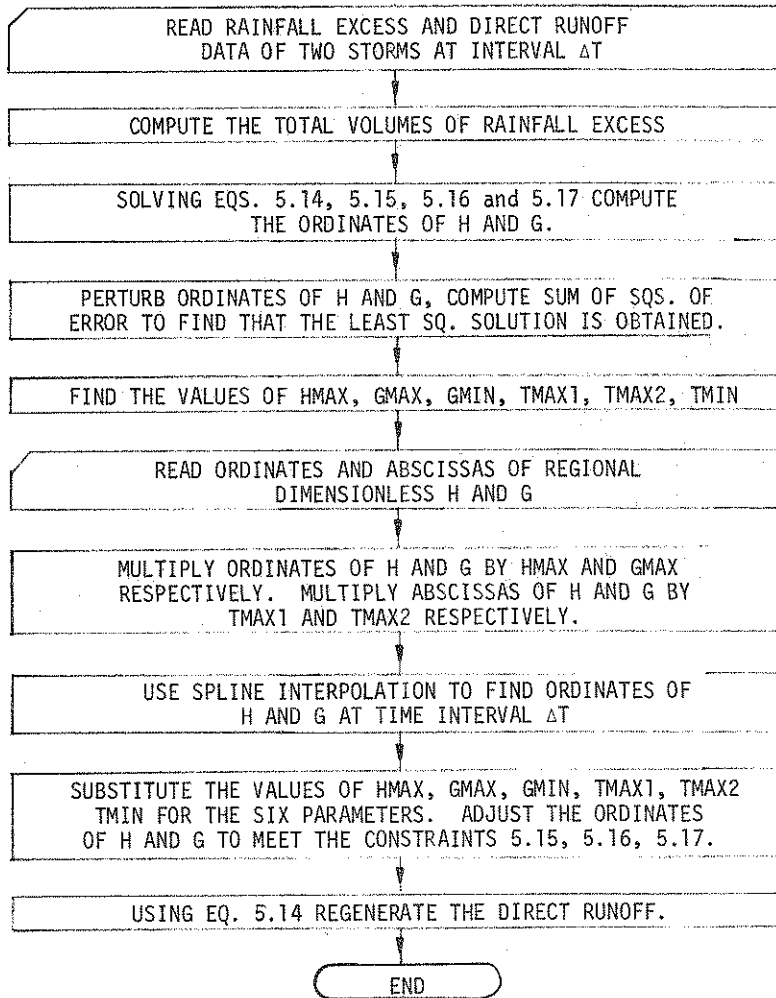 READ RAINFALL EXCESS AND DIRECT RUNOFF
DATA OF TWO STORMS AT INTERVAL ΔT
COMPUTE THE TOTAL VOLUMES OF RAINFALL EXCESS
SOLVING EQS. 5.14, 5.15, 5.16 and 5.17 COMPUTE
THE ORDINATES OF H AND G.
PERTURB ORDINATES OF H AND G, COMPUTE SUM OF SQS. OF
ERROR TO FIND THAT THE LEAST SQ. SOLUTION IS OBTAINED.
FIND THE VALUES OF HMAX, GMAX, GMIN, TMAX1, TMAX2, TMIN
READ ORDINATES AND ABSCISSAS OF REGIONAL
DIMENSIONLESS H AND G
MULTIPLY ORDINATES OF H AND G BY HMAX AND GMAX
RESPECTIVELY. MULTIPLY ABSCISSAS OF H AND G BY
TMAX1 AND TMAX2 RESPECTIVELY.
USE SPLINE INTERPOLATION TO FIND ORDINATES OF
H AND G AT TIME INTERVAL ΔT
SUBSTITUTE THE VALUES OF HMAX, GMAX, GMIN, TMAX1, TMAX2
TMIN FOR THE SIX PARAMETERS. ADJUST THE ORDINATES
OF H AND G TO MEET THE CONSTRAINTS 5.15, 5.16, 5.17.
USING EQ. 5.14 REGENERATE THE DIRECT RUNOFF.
END